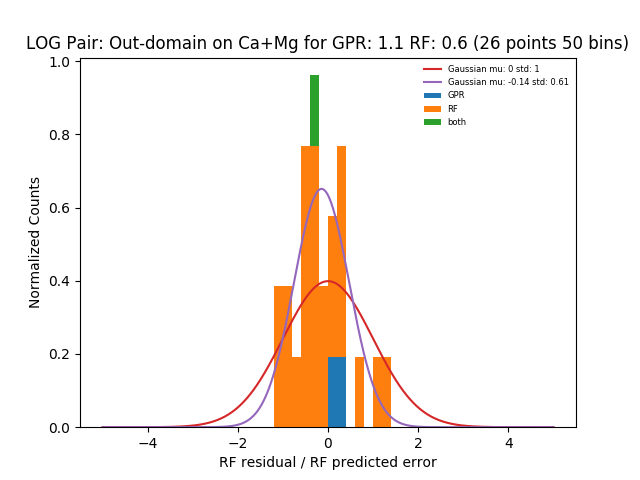 LOG Pair: Out-domain on Ca+Mg for GPR: 1.1 RF: 0.6 (26 points 50 bins)
Gaussian mu: 0 std: 1
Gaussian mu: -0.14 std: 0.61
GPR
RF
both
Normalized Counts
1.0
0.8
0.6
0.4
0.2
0.0
−4
−2
0
2
4
RF residual / RF predicted error